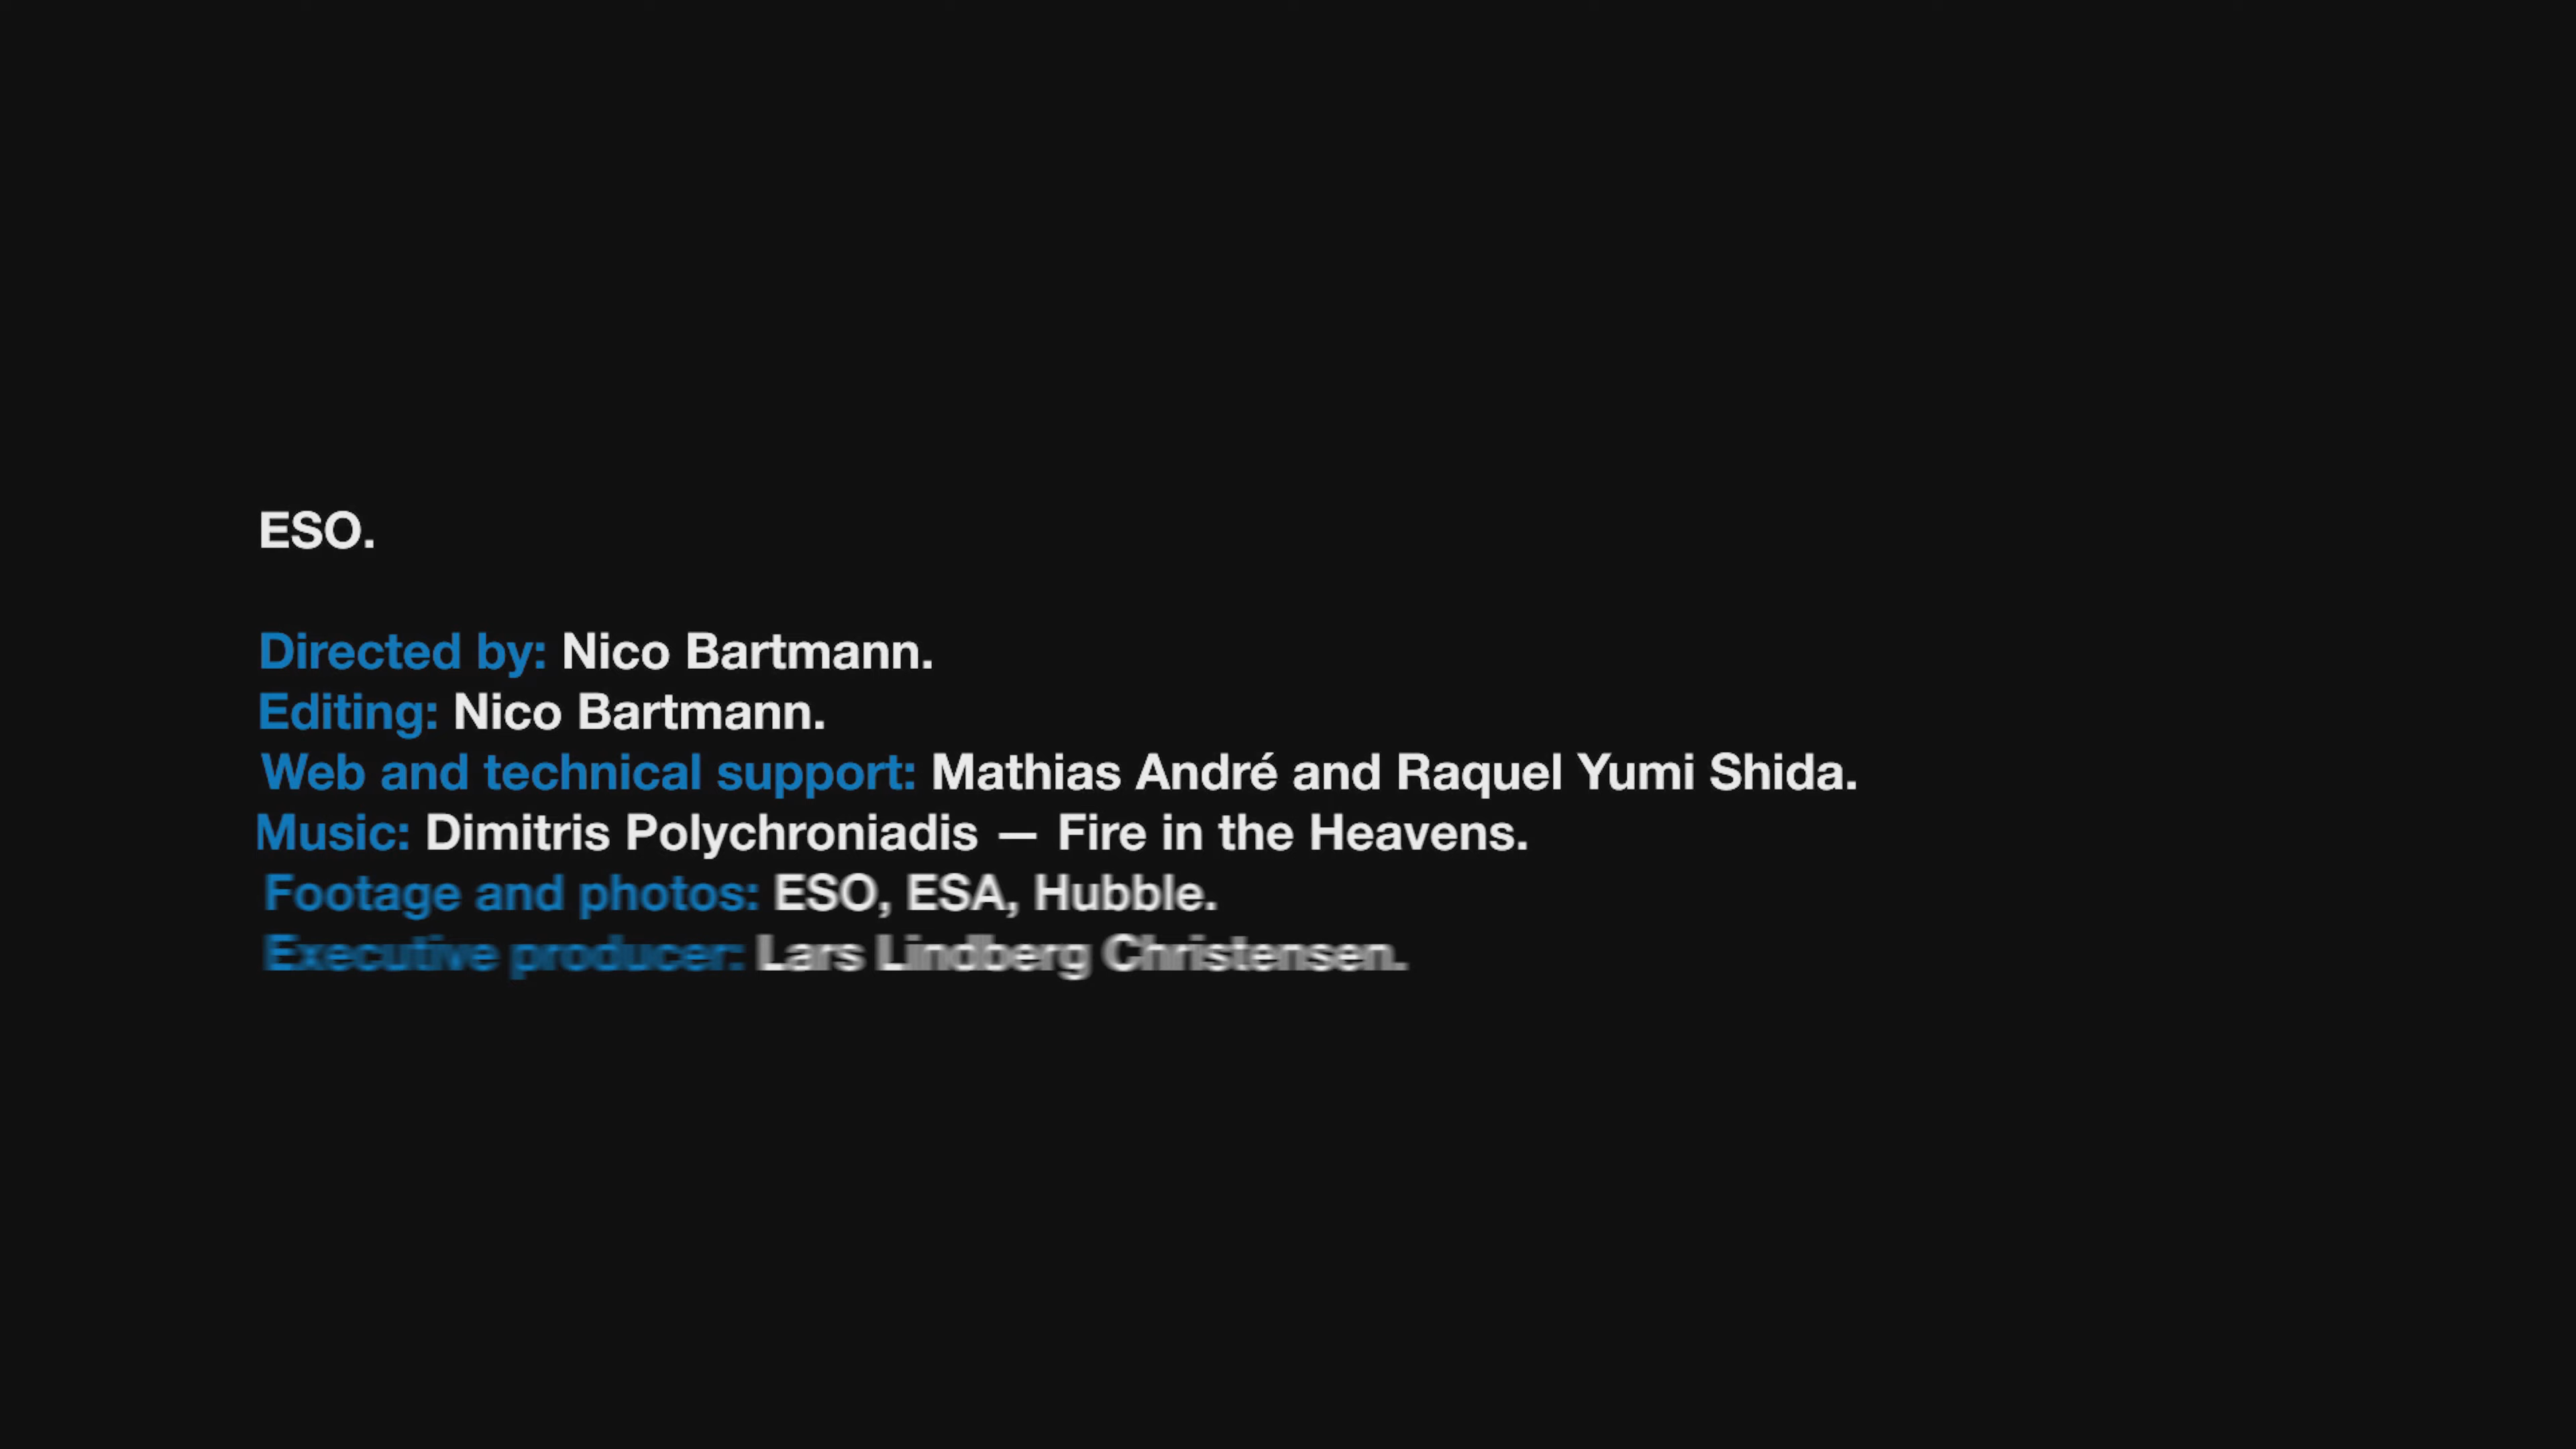 ESO.
Directed by: Nico Bartmann.
Editing: Nico Bartmann.
Web and technical support: Mathias André and Raquel Yumi Shida.
Music: Dimitris Polychroniadis — Fire in the Heavens.
Footage and photos: ESO, ESA, Hubble.
Executive producer: Lars Lindberg Christensen.